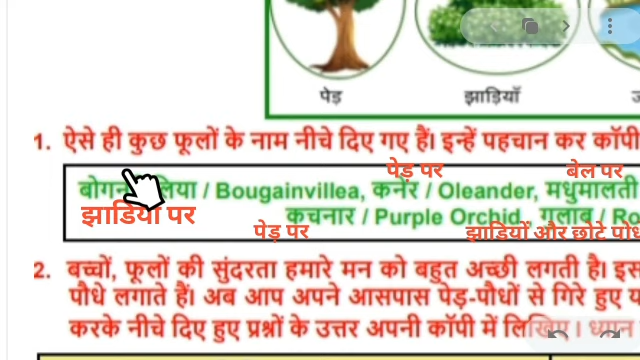 पेड़ झाड़ियाँ
1. ऐसे ही कुछ फूलों के नाम नीचे दिए गए हैं। इन्हें पहचान कर कॉपी
पेड़ पर बेल पर
/ Bougainvillea, कनेर / Oleander, मधुमालती
झाडियों पर कचनार / Purple Orchid, गुलाब / Ro
पेड़ पर झाड़ियों और छोटे
2. बच्चों, फूलों की सुंदरता हमारे मन को बहुत अच्छी लगती है। इस
पौधे लगाते हैं। अब आप अपने आसपास पेड़-पौधों से गिरे हुए
करके नीचे दिए हुए प्रश्नों के उत्तर अपनी कॉपी में लिखिए।